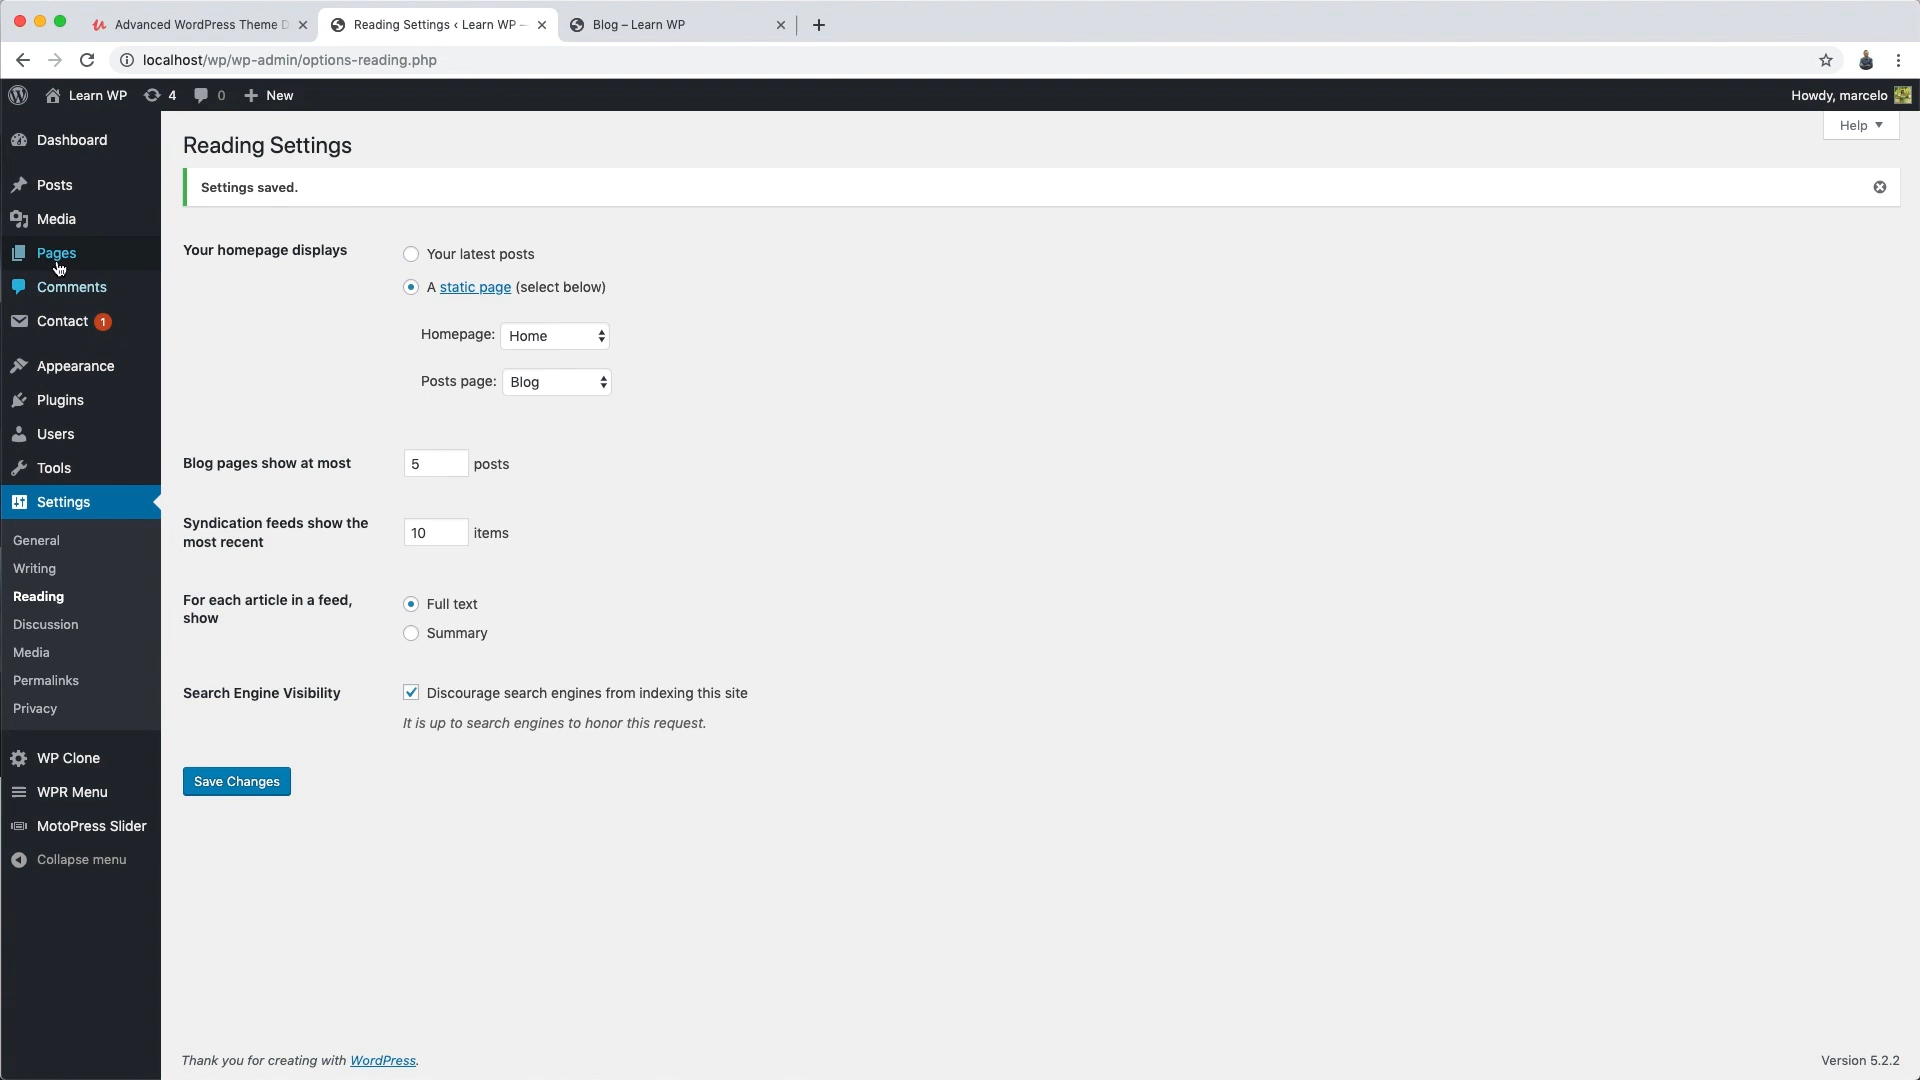 Advanced WordPress Theme D
Reading Settings ‹ Learn WP –
Blog – Learn WP
localhost/wp/wp-admin/options-reading.php
Learn WP
4
0
New
Howdy, marcelo
Help
Dashboard
Posts
Media
Pages
Comments
Contact 1
Appearance
Plugins
Users
Tools
Settings
General
Writing
Reading
Discussion
Media
Permalinks
Privacy
WP Clone
WPR Menu
MotoPress Slider
Collapse menu
Reading Settings
Settings saved.
Your homepage displays
Your latest posts
A static page (select below)
Homepage: Home
Posts page: Blog
Blog pages show at most
5 posts
Syndication feeds show the
most recent
10 items
For each article in a feed,
show
Full text
Summary
Search Engine Visibility
Discourage search engines from indexing this site
It is up to search engines to honor this request.
Save Changes
Thank you for creating with WordPress.
Version 5.2.2